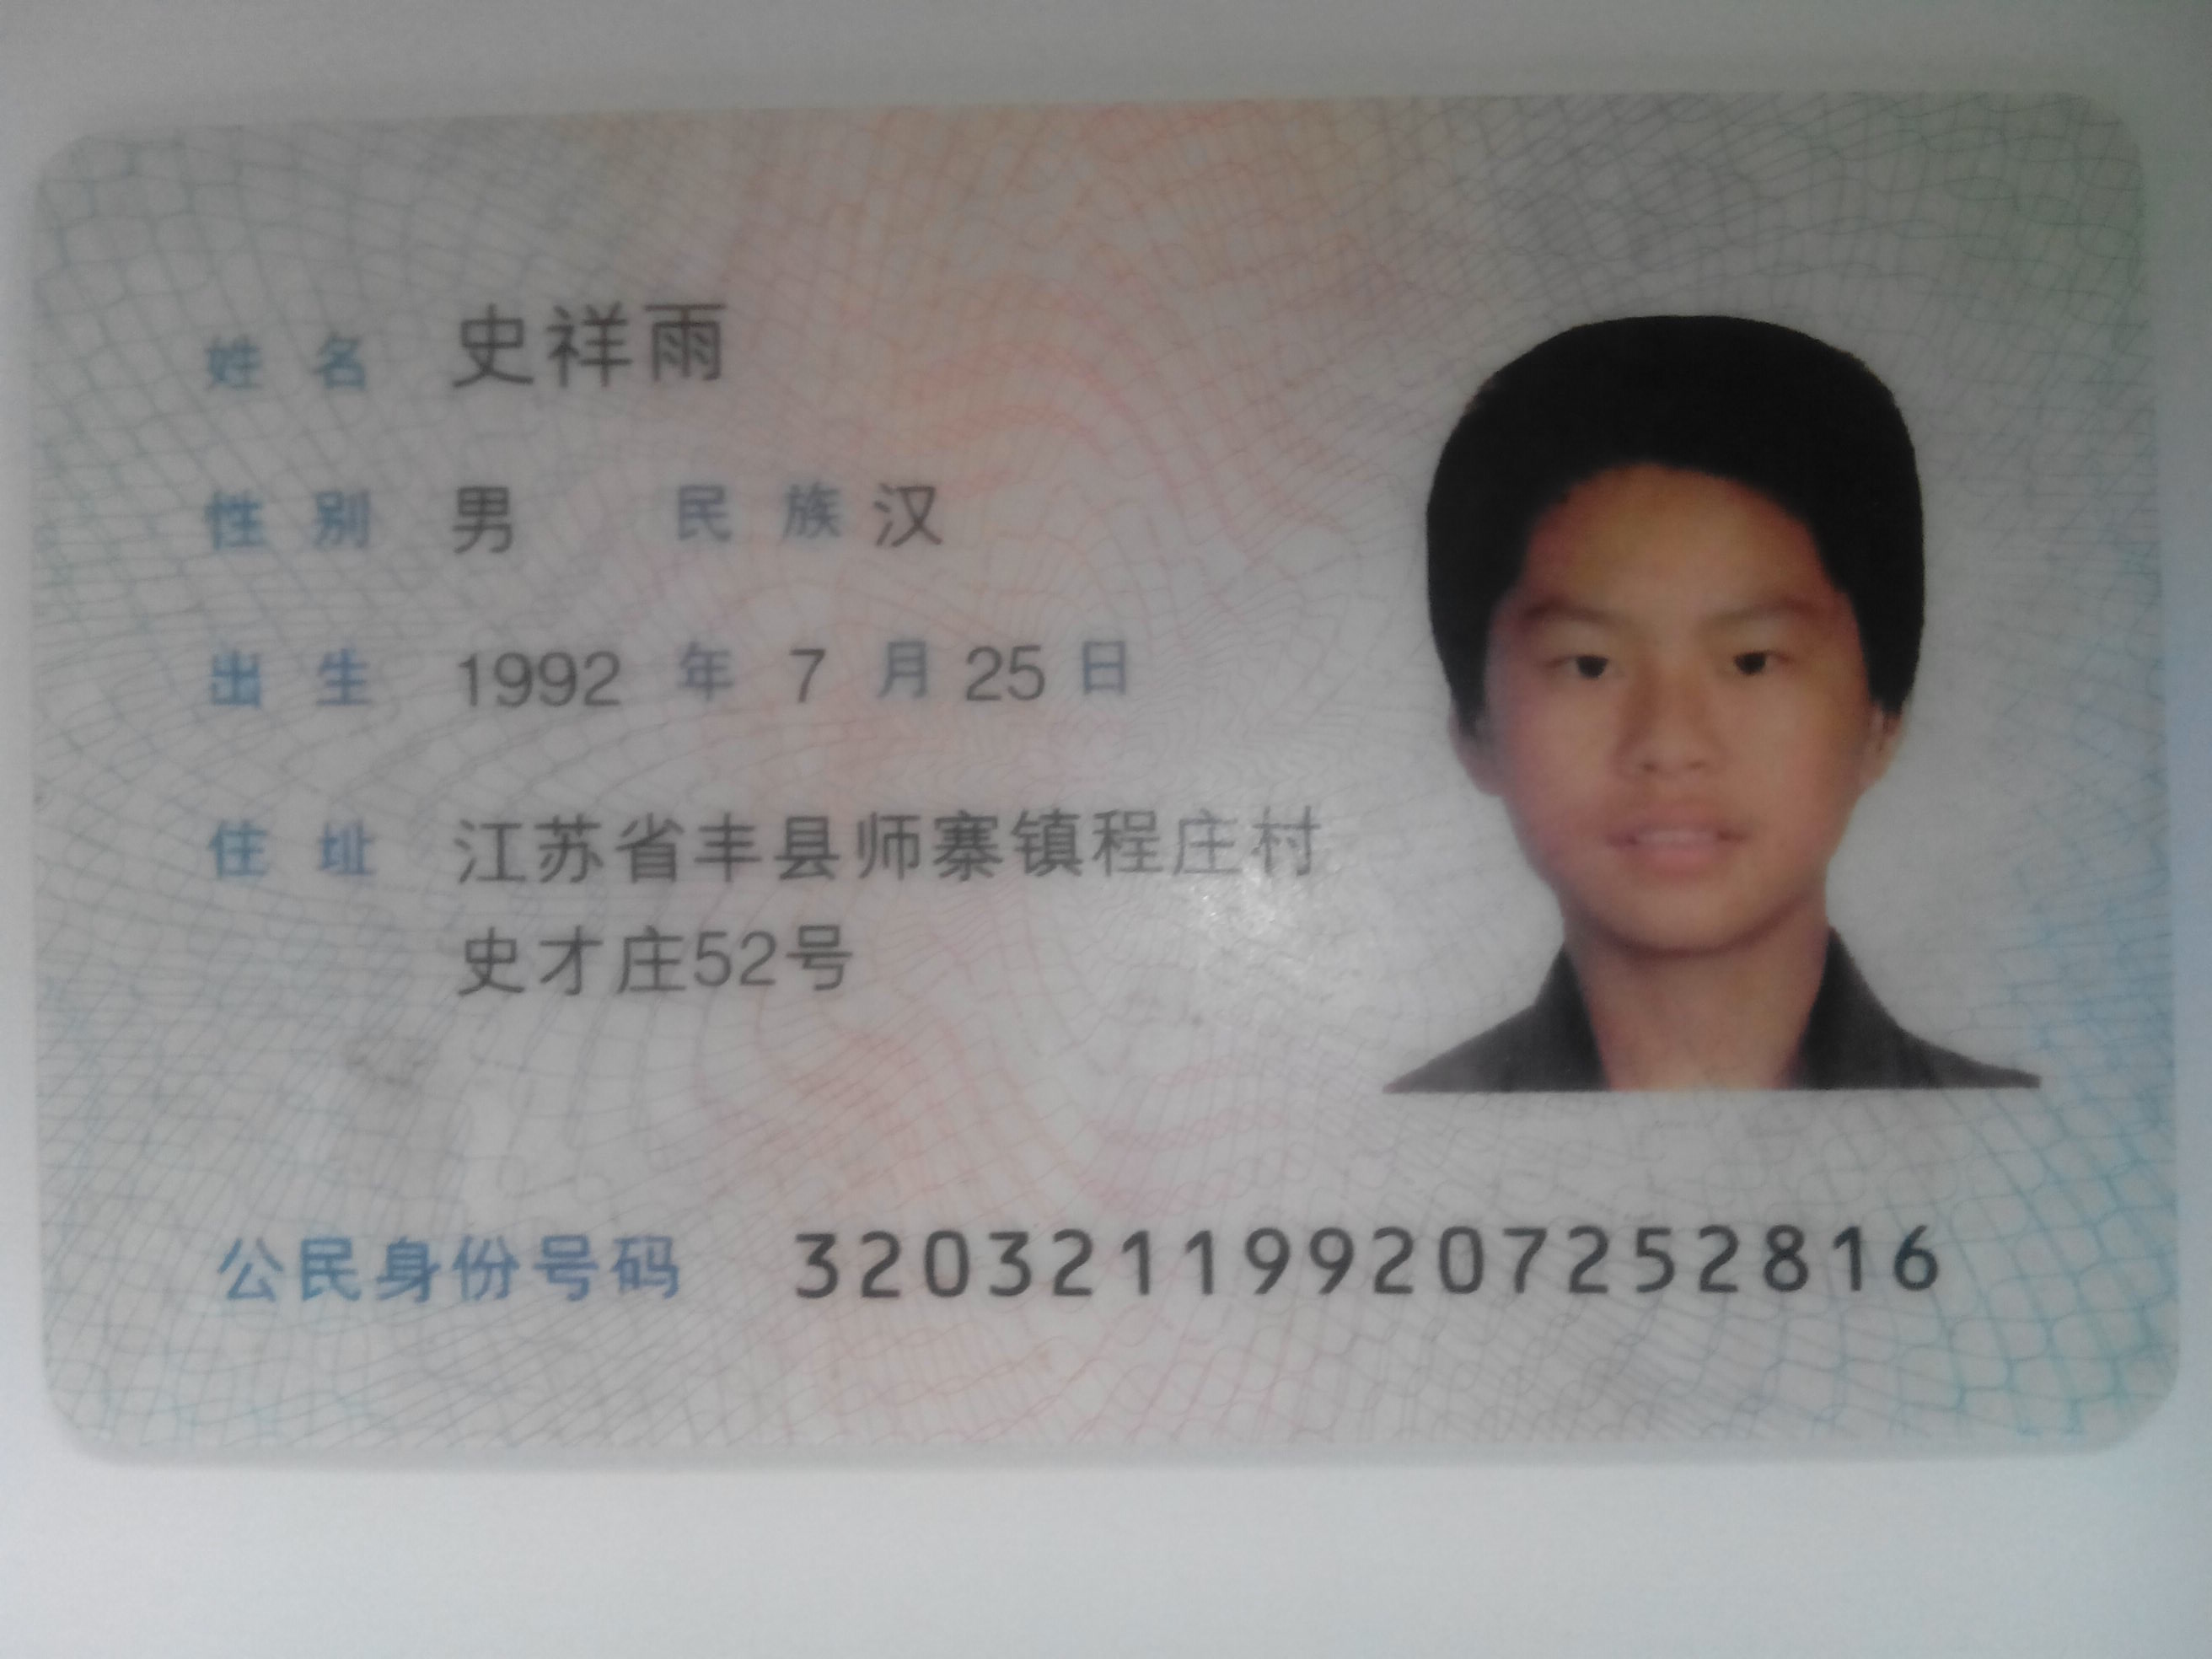 姓名 史祥雨
性别 男 民族 汉
出生 1992 年 7 月 25 日
住址 江苏省丰县师寨镇程庄村
史才庄52号
公民身份号码 320321199207252816